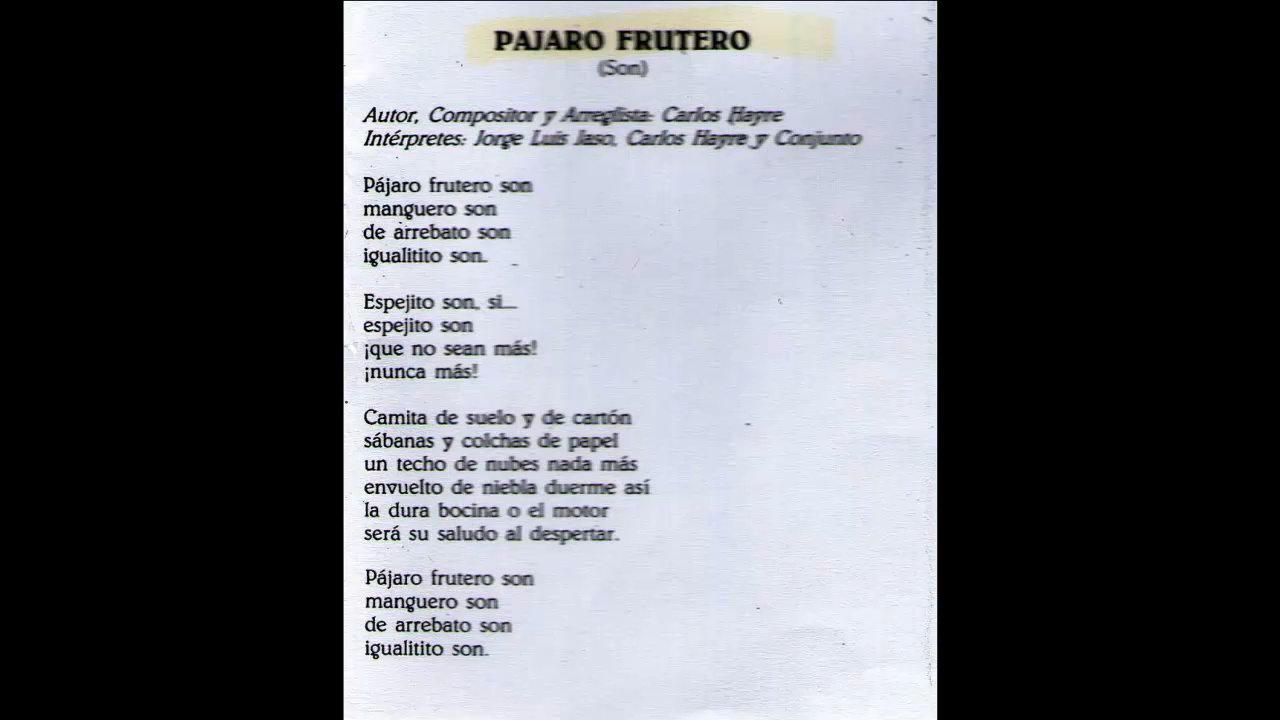 PAJARO FRUTERO
(Son)
Autor, Compositor y Arreglista: Carlos Hayre
Intérpretes: Jorge Luis Jaso, Carlos Hayre y Conjunto
Pájaro frutero son
manguero son
de arrebato son
igualitito son.
Espejito son, si...
espejito son
¡que no sean más!
¡nunca más!
Camita de suelo y de cartón
sábanas y colchas de papel
un techo de nubes nada más
envuelto de niebla duerme así
la dura bocina o el motor
será su saludo al despertar.
Pájaro frutero son
manguero son
de arrebato son
igualitito son.